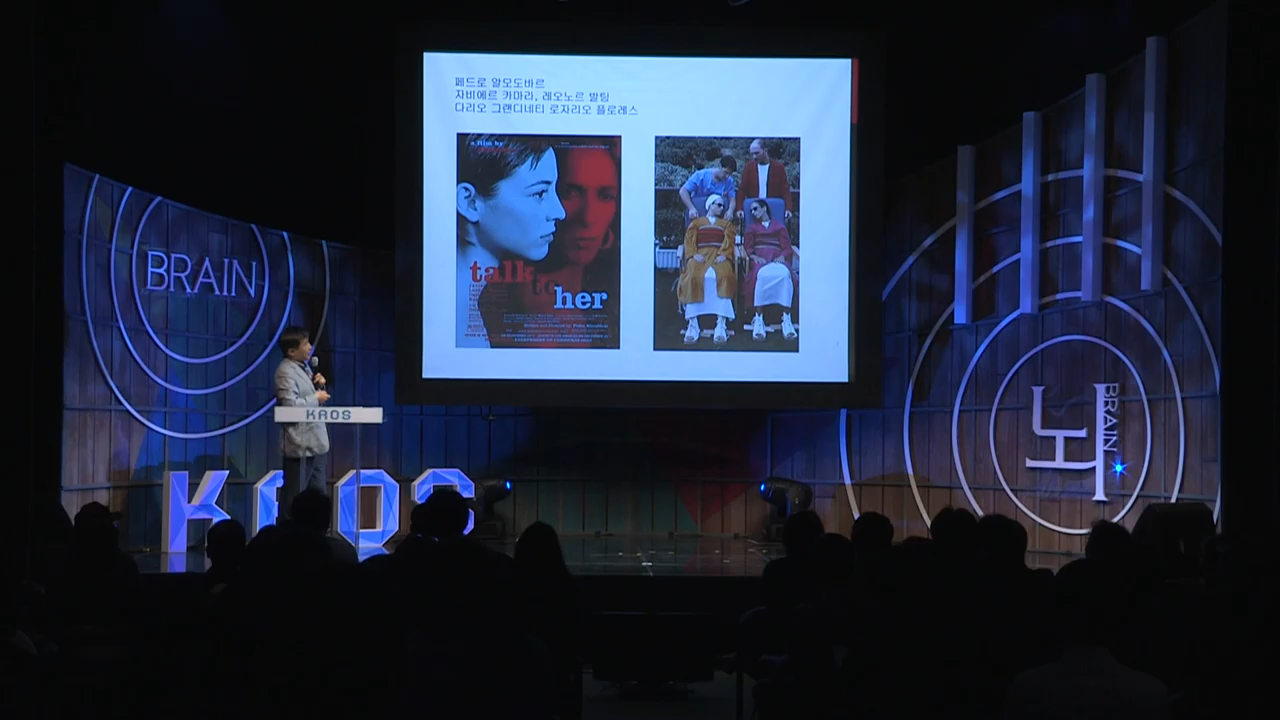 페드로 알모도바르
자비에르 카마라, 레오노르 발팅
다리오 그랜디네티 로자리오 플로레스
a film by
talk to
her
BRAIN
KAOS
KAOS
뇌
BRAIN